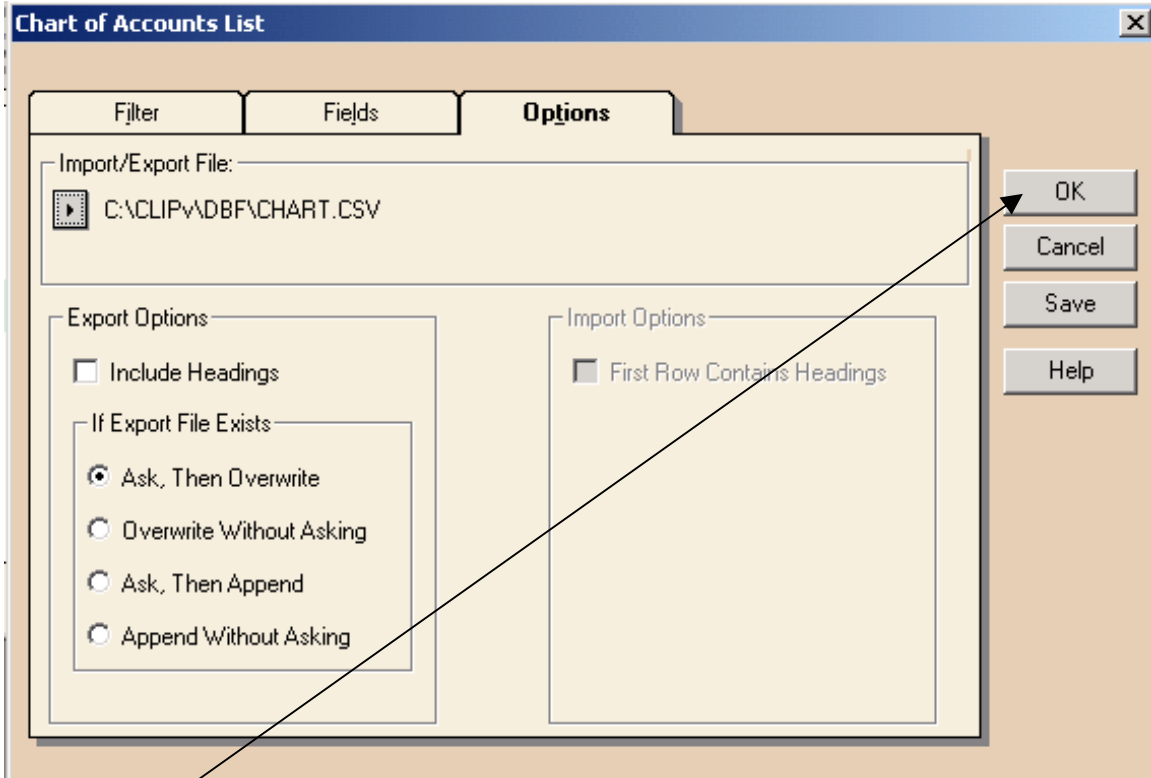 Chart of Accounts List
Filter Fields Options
Import/Export File:
C:\CLIPv\DBF\CHART.CSV
OK
Cancel
Save
Help
Export Options
Include Headings
If Export File Exists
Ask, Then Overwrite
Overwrite Without Asking
Ask, Then Append
Append Without Asking
Import Options
First Row Contains Headings